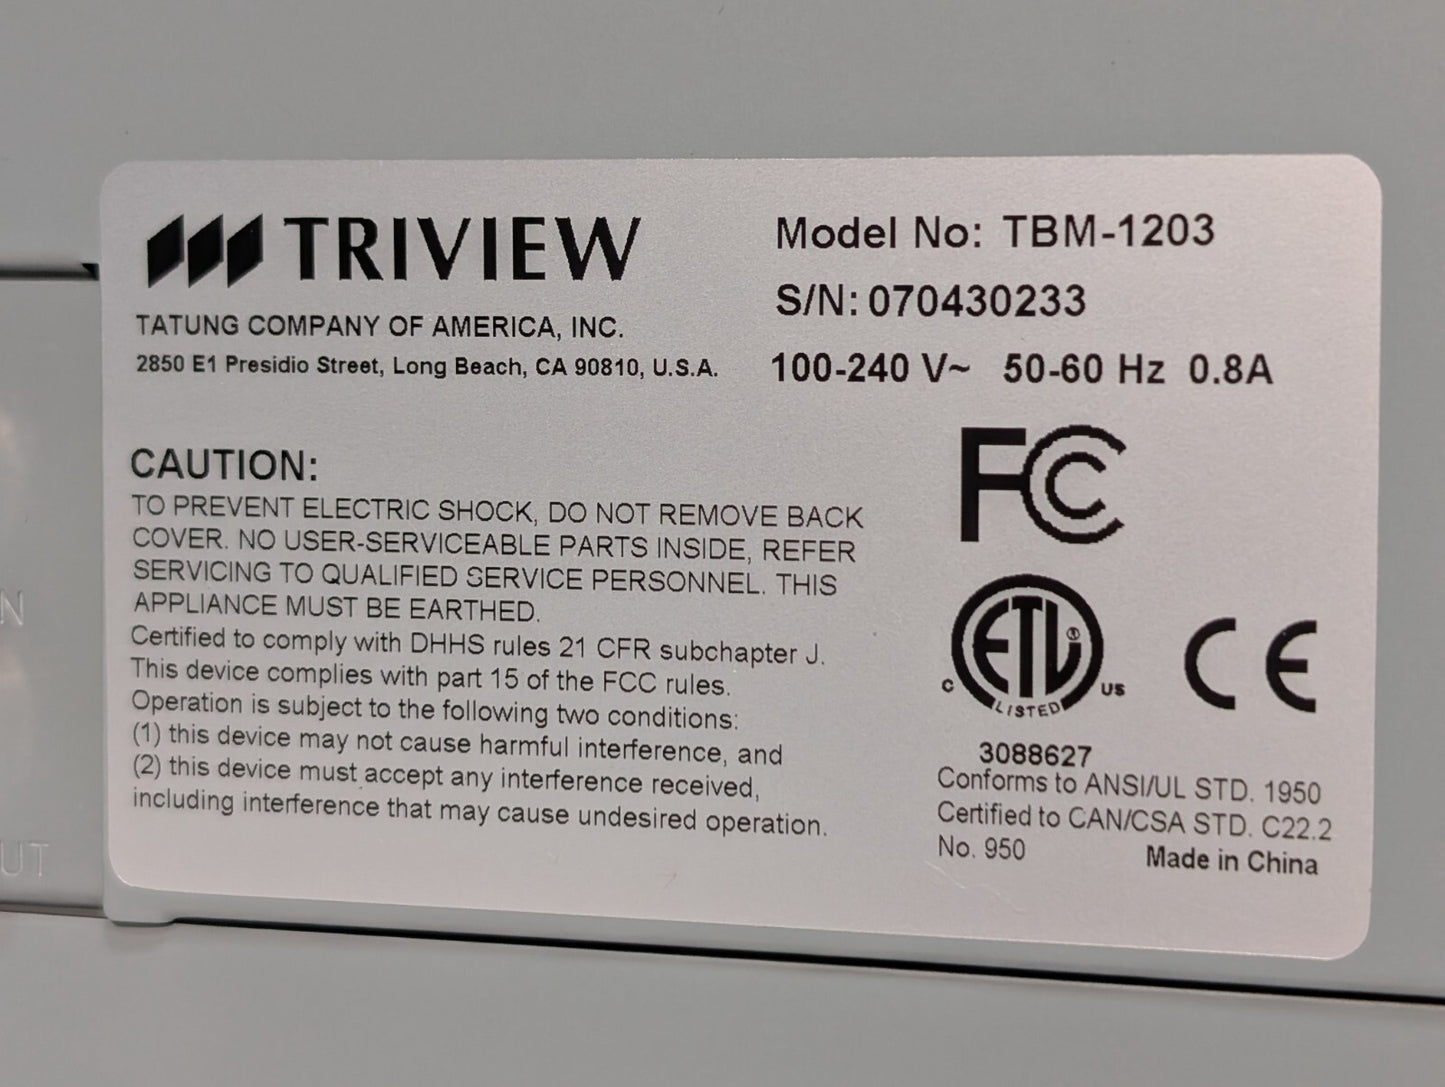 TRIVIEW
TATUNG COMPANY OF AMERICA, INC.
2850 E1 Presidio Street, Long Beach, CA 90810, U.S.A.
Model No: TBM-1203
S/N: 070430233
100-240 V~ 50-60 Hz 0.8A
CAUTION:
TO PREVENT ELECTRIC SHOCK, DO NOT REMOVE BACK
COVER. NO USER-SERVICEABLE PARTS INSIDE, REFER
SERVICING TO QUALIFIED SERVICE PERSONNEL. THIS
APPLIANCE MUST BE EARTHED.
Certified to comply with DHHS rules 21 CFR subchapter J.
This device complies with part 15 of the FCC rules.
Operation is subject to the following two conditions:
(1) this device may not cause harmful interference, and
(2) this device must accept any interference received,
including interference that may cause undesired operation.
FC
ETL®
C US
LISTED
CE
3088627
Conforms to ANSI/UL STD. 1950
Certified to CAN/CSA STD. C22.2
No. 950
Made in China
N
UT